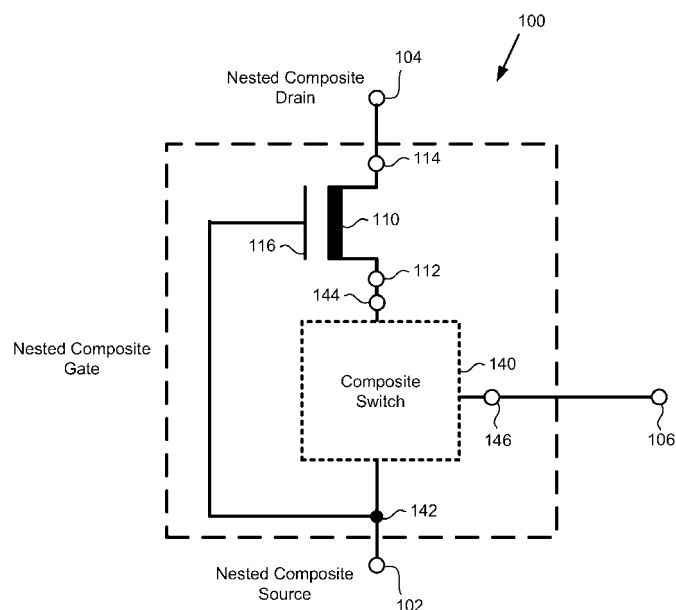 100
104
Nested Composite
Drain
114
110
116
112
144
Nested Composite
Gate
140
Composite
Switch
146
106
142
Nested Composite
Source
102